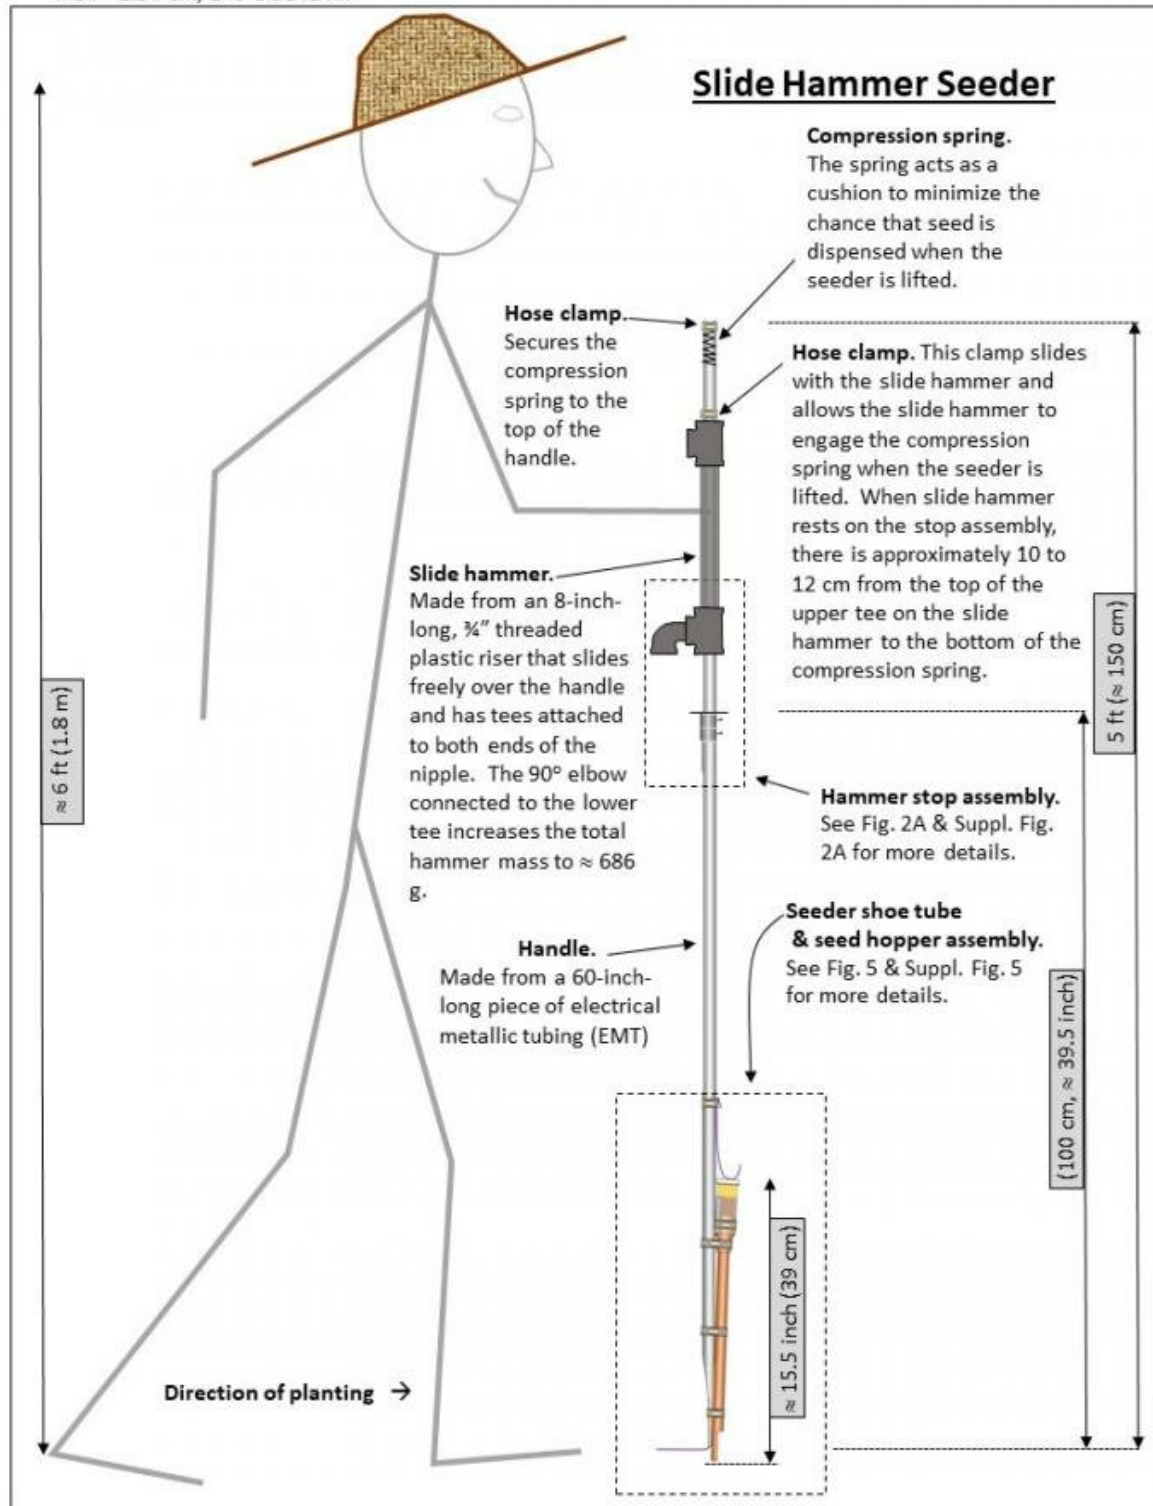 Slide Hammer Seeder
Compression spring.
The spring acts as a
cushion to minimize the
chance that seed is
dispensed when the
seeder is lifted.
Hose clamp.
Secures the
compression
spring to the
top of the
handle.
Hose clamp. This clamp slides
with the slide hammer and
allows the slide hammer to
engage the compression
spring when the seeder is
lifted. When slide hammer
rests on the stop assembly,
there is approximately 10 to
12 cm from the top of the
upper tee on the slide
hammer to the bottom of the
compression spring.
Slide hammer.
Made from an 8-inch-
long, ¾” threaded
plastic riser that slides
freely over the handle
and has tees attached
to both ends of the
nipple. The 90° elbow
connected to the lower
tee increases the total
hammer mass to ≈ 686
g.
≈ 6 ft (1.8 m)
5 ft (≈ 150 cm)
Hammer stop assembly.
See Fig. 2A & Suppl. Fig.
2A for more details.
Seeder shoe tube
& seed hopper assembly.
See Fig. 5 & Suppl. Fig. 5
for more details.
Handle.
Made from a 60-inch-
long piece of electrical
metallic tubing (EMT)
(100 cm, ≈ 39.5 inch)
≈ 15.5 inch (39 cm)
Direction of planting →